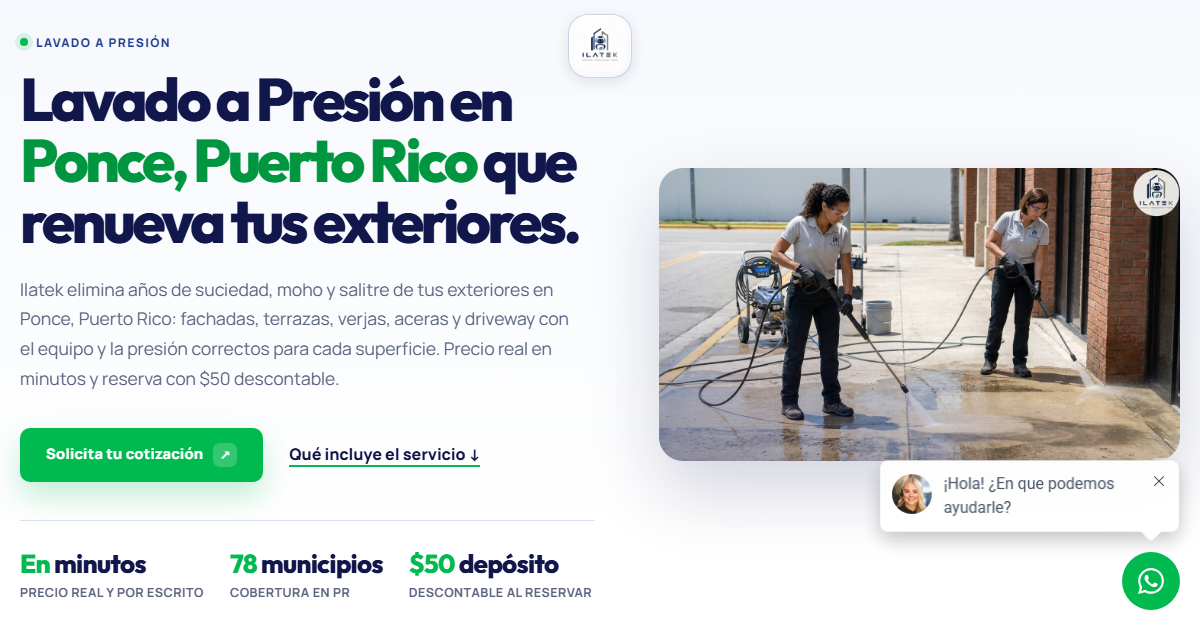 LAVADO A PRESIÓN
ILATEK
Lavado a Presión en
Ponce, Puerto Rico que
renueva tus exteriores.
Ilatek elimina años de suciedad, moho y salitre de tus exteriores en
Ponce, Puerto Rico: fachadas, terrazas, verjas, aceras y driveway con
el equipo y la presión correctos para cada superficie. Precio real en
minutos y reserva con $50 descontable.
Solicita tu cotización ↗
Qué incluye el servicio ↓
En minutos
PRECIO REAL Y POR ESCRITO
78 municipios
COBERTURA EN PR
$50 depósito
DESCONTABLE AL RESERVAR
ILATEK
¡Hola! ¿En que podemos
ayudarle?